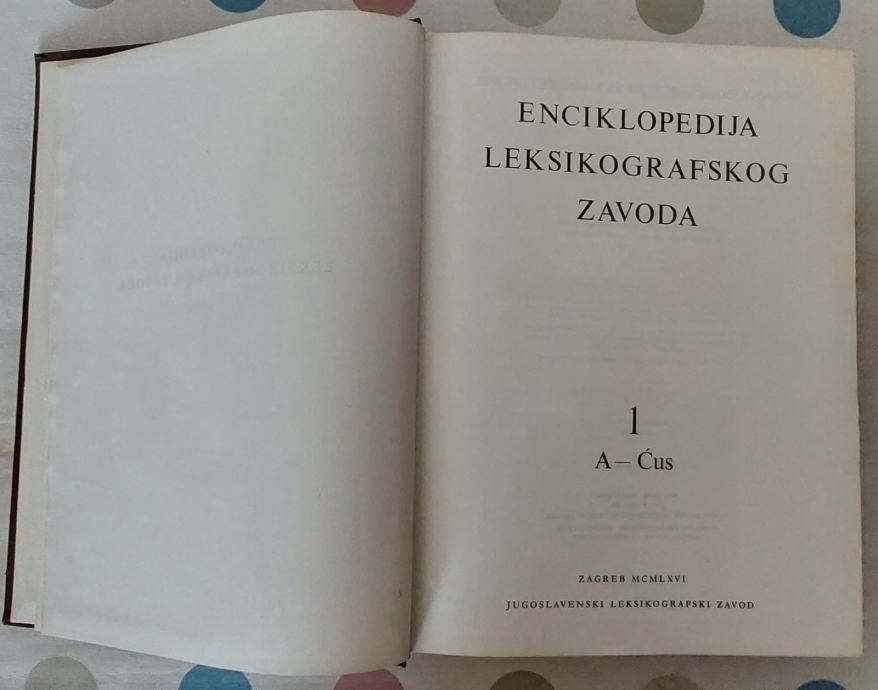 ENCIKLOPEDIJA
LEKSIKOGRAFSKOG
ZAVODA
1
A — Ćus
ZAGREB MCMLXVI
JUGOSLAVENSKI LEKSIKOGRAFSKI ZAVOD